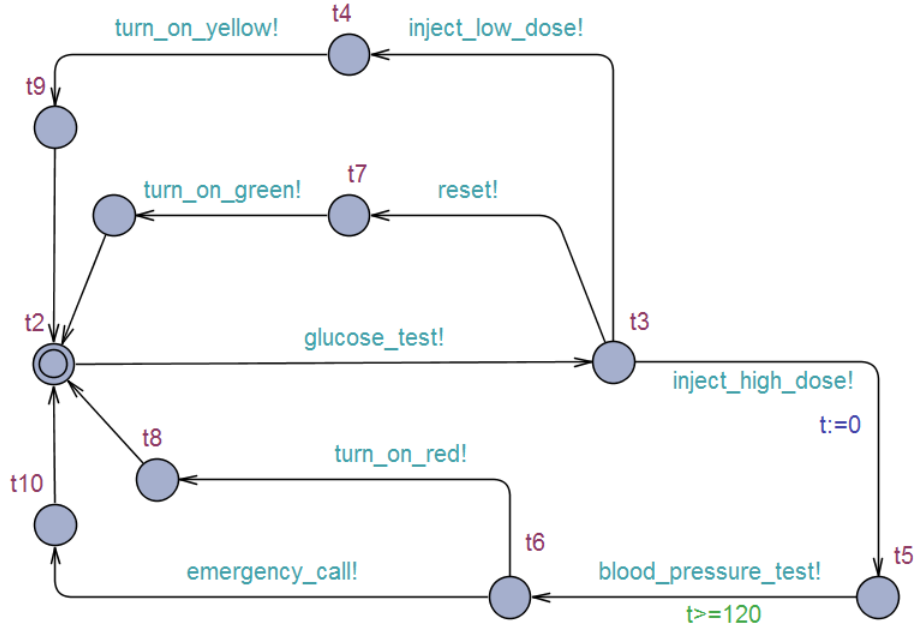 t4
turn_on_yellow!
inject_low_dose!
t9
t7
turn_on_green!
reset!
t2
t3
glucose_test!
inject_high_dose!
t:=0
t8
turn_on_red!
t10
t6
t5
emergency_call!
blood_pressure_test!
t>=120